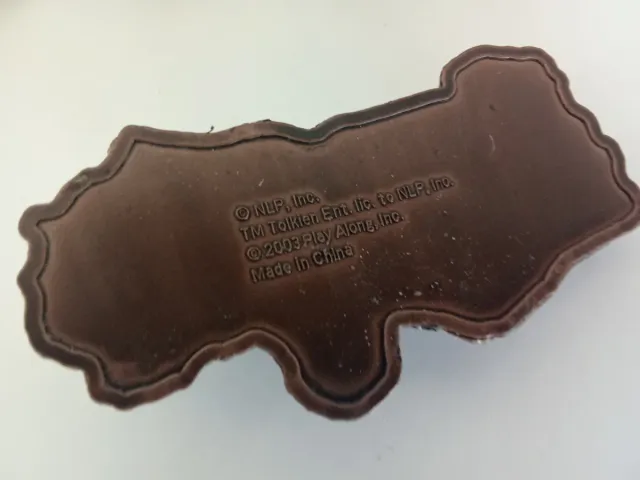 © NLP, Inc.
TM Tolkien Ent. lic. to NLP, Inc.
© 2003 Play Along, Inc.
Made in China